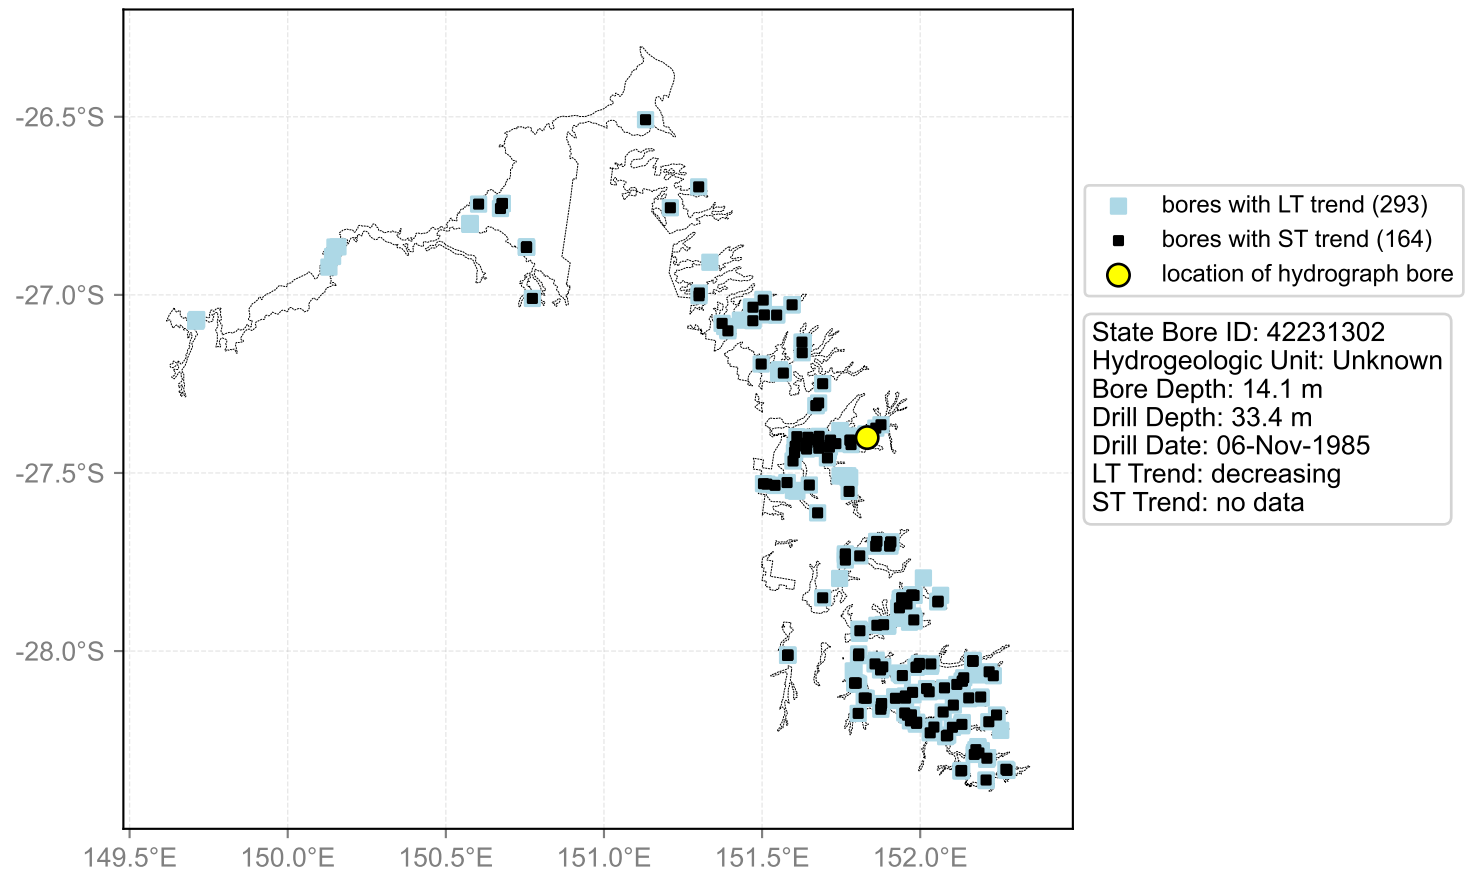 -26.5°S
-27.0°S
-27.5°S
-28.0°S
149.5°E 150.0°E 150.5°E 151.0°E 151.5°E 152.0°E
bores with LT trend (293)
bores with ST trend (164)
location of hydrograph bore
State Bore ID: 42231302
Hydrogeologic Unit: Unknown
Bore Depth: 14.1 m
Drill Depth: 33.4 m
Drill Date: 06-Nov-1985
LT Trend: decreasing
ST Trend: no data